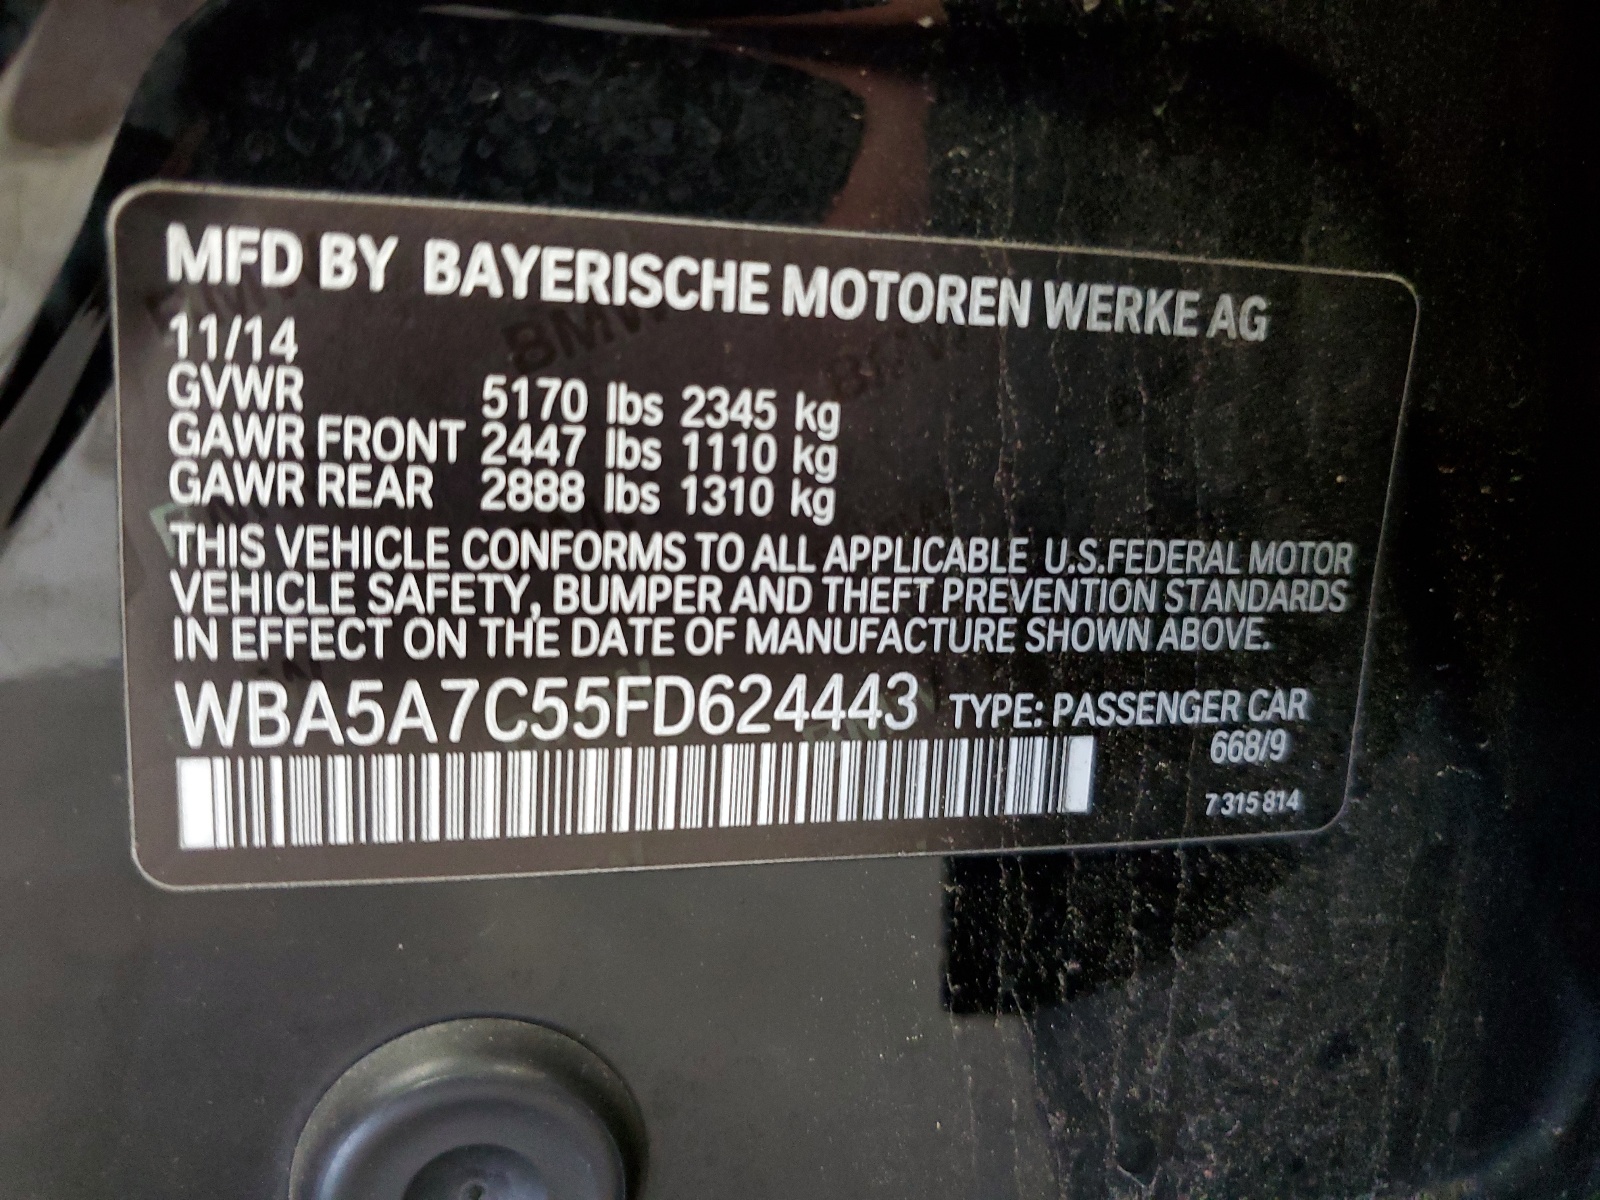 MFD BY BAYERISCHE MOTOREN WERKE AG
11/14
GVWR 5170 lbs 2345 kg
GAWR FRONT 2447 lbs 1110 kg
GAWR REAR 2888 lbs 1310 kg
THIS VEHICLE CONFORMS TO ALL APPLICABLE U.S.FEDERAL MOTOR
VEHICLE SAFETY, BUMPER AND THEFT PREVENTION STANDARDS
IN EFFECT ON THE DATE OF MANUFACTURE SHOWN ABOVE.
WBA5A7C55FD624443 TYPE: PASSENGER CAR
668/9
7 315 814